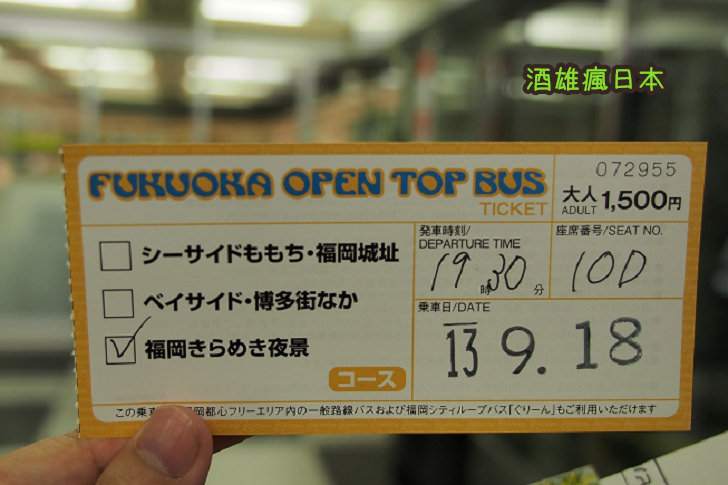 酒雄瘋日本
072955
FUKUOKA OPEN TOP BUS
TICKET
大人 ADULT 1,500円
シーサイドももち・福岡城址
ベイサイド・博多街なか
福岡きらめき夜景
コース
発車時刻/
DEPARTURE TIME
19時30分
座席番号/SEAT NO.
10D
乗車日/DATE
13 9. 18
この乗車 福岡都心フリーエリア内の一般路線バスおよび福岡シティループバス「ぐりーん」もご利用いただけます